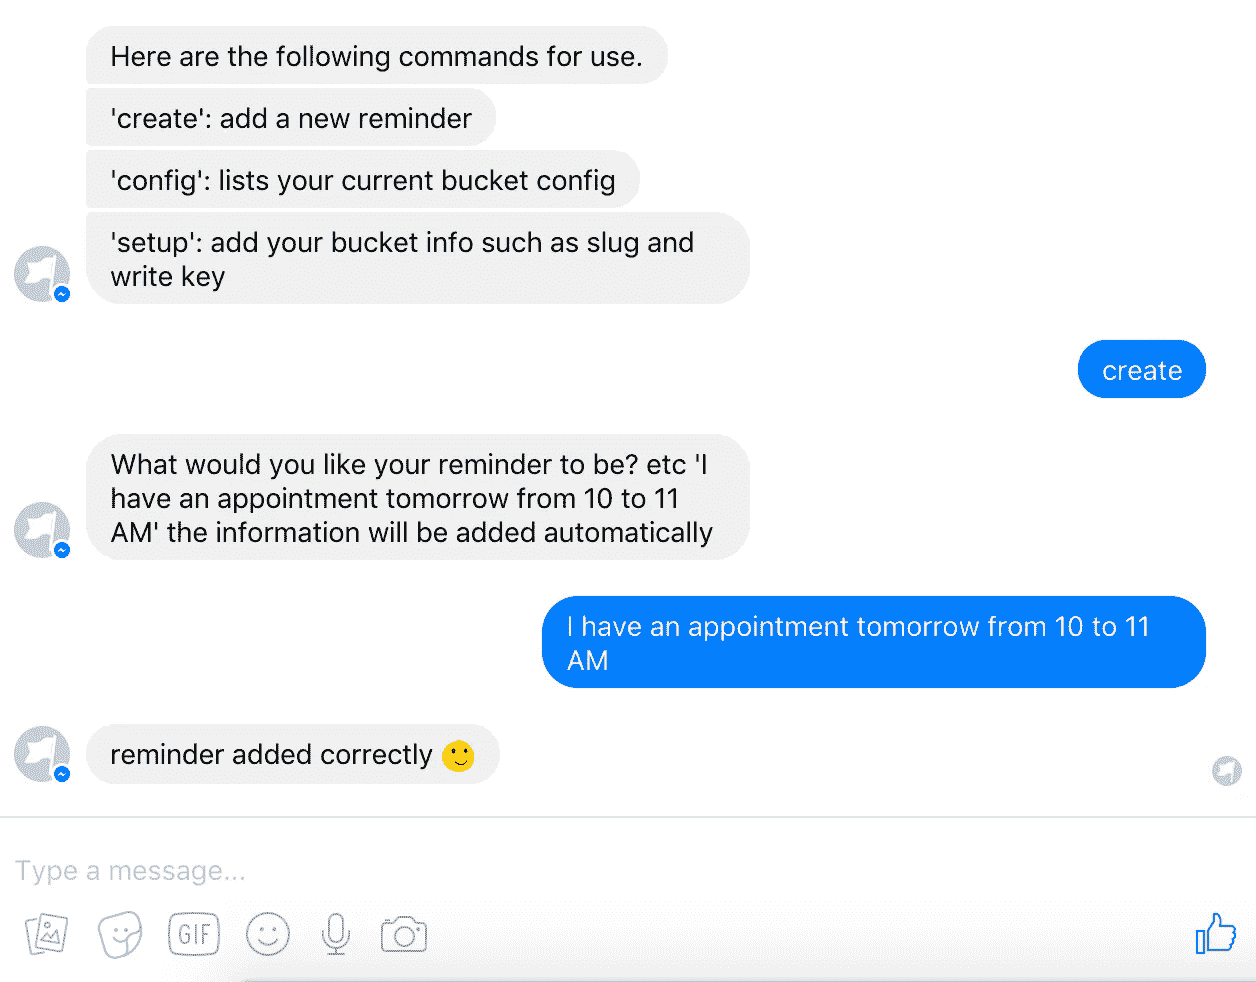 Here are the following commands for use.
'create': add a new reminder
'config': lists your current bucket config
'setup': add your bucket info such as slug and
write key
create
What would you like your reminder to be? etc 'I
have an appointment tomorrow from 10 to 11
AM' the information will be added automatically
I have an appointment tomorrow from 10 to 11
AM
reminder added correctly 🙂
Type a message...
GIF